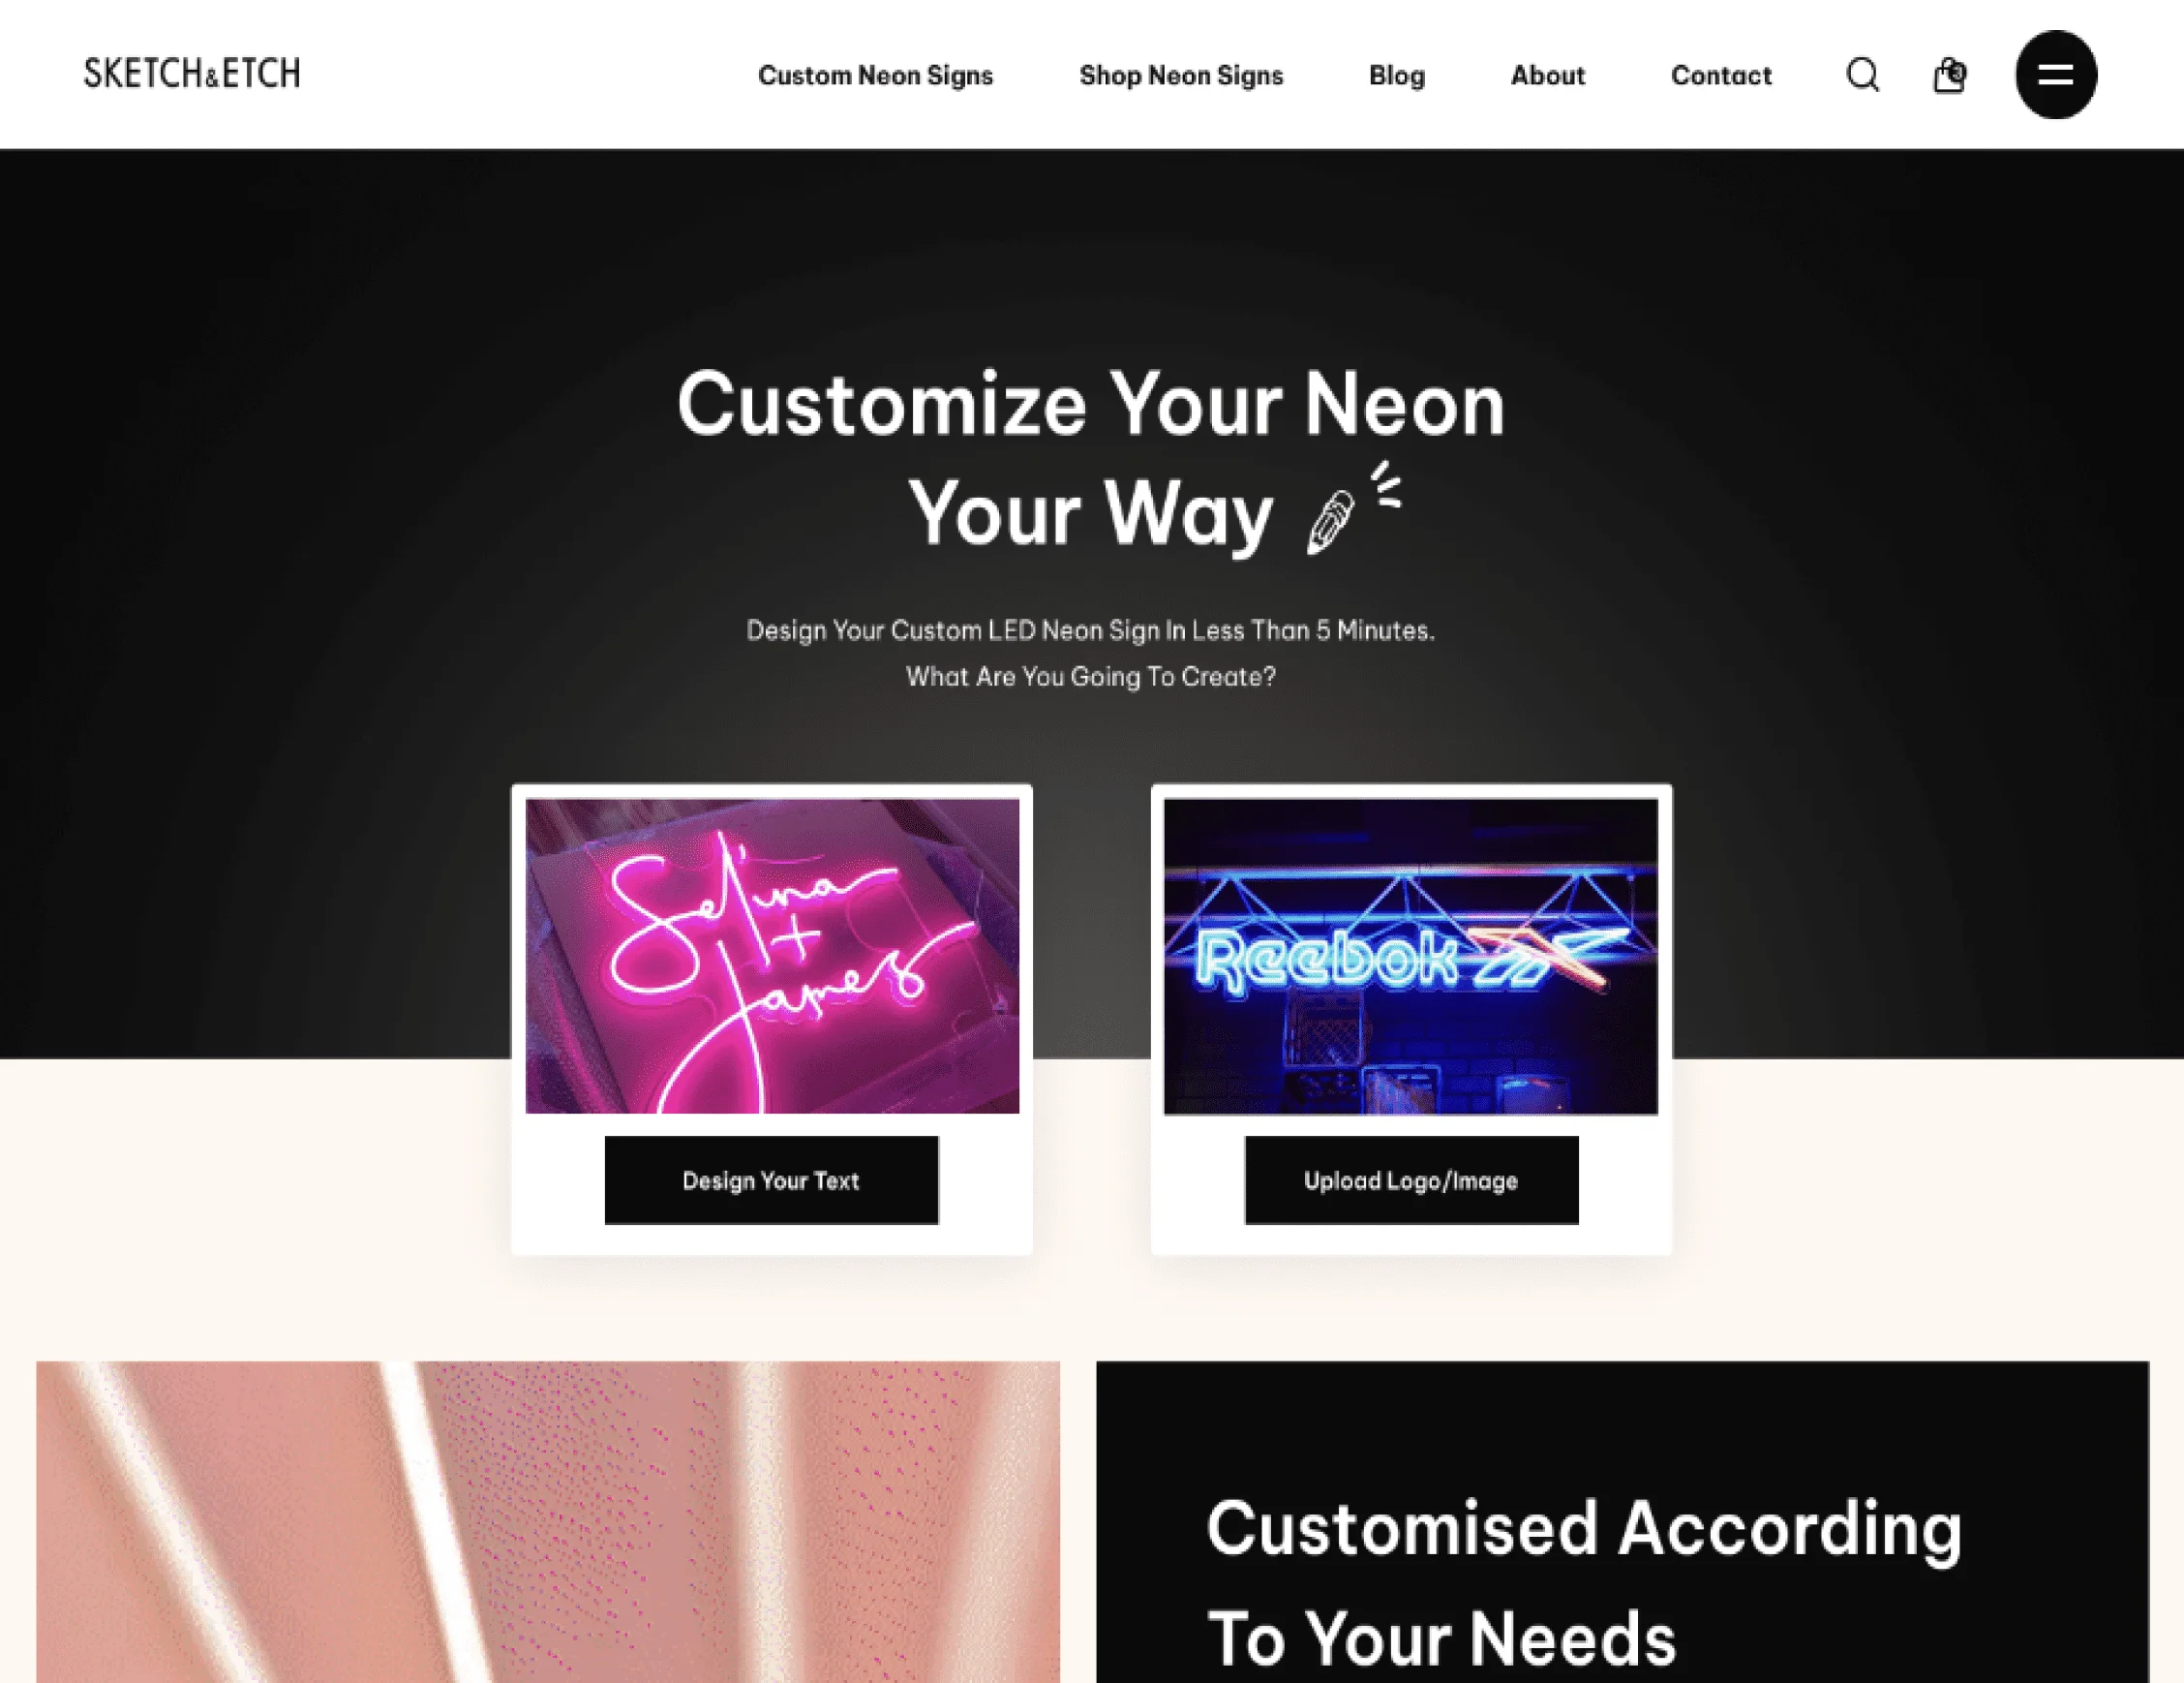 SKETCH&ETCH
Custom Neon Signs
Shop Neon Signs
Blog
About
Contact
Customize Your Neon
Your Way
Design Your Custom LED Neon Sign In Less Than 5 Minutes.
What Are You Going To Create?
Selina
+
James
Reebok
Design Your Text
Upload Logo/Image
Customised According
To Your Needs